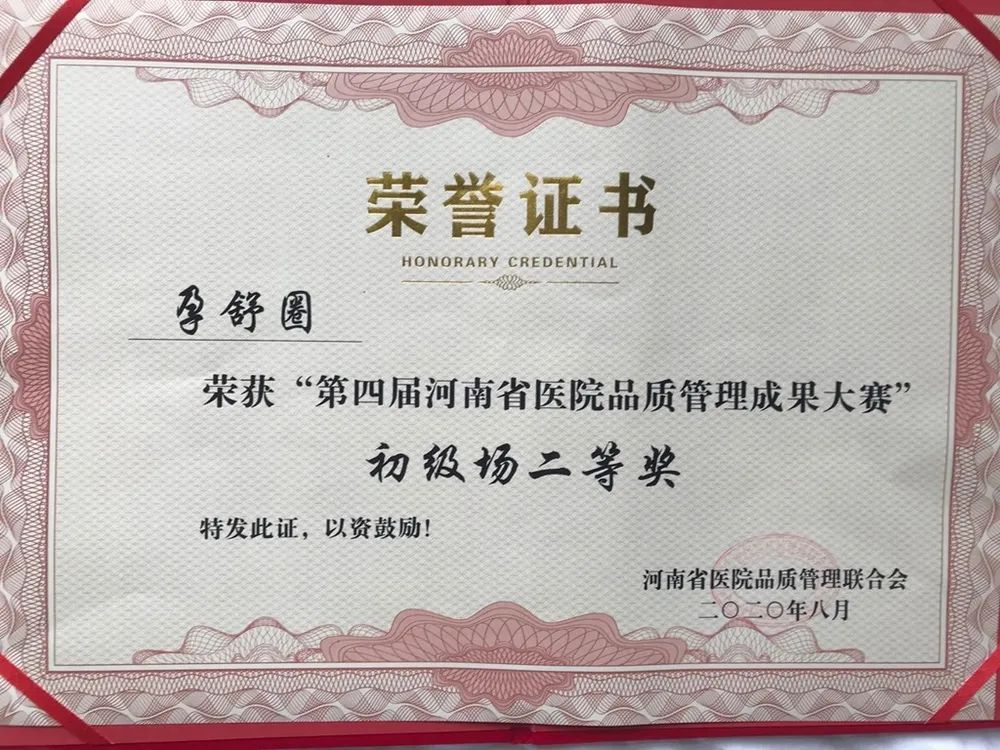 荣誉证书
HONORARY CREDENTIAL
孕舒圈
荣获“第四届河南省医院品质管理成果大赛”
初级场二等奖
特发此证，以资鼓励！
河南省医院品质管理联合会
二〇二〇年八月